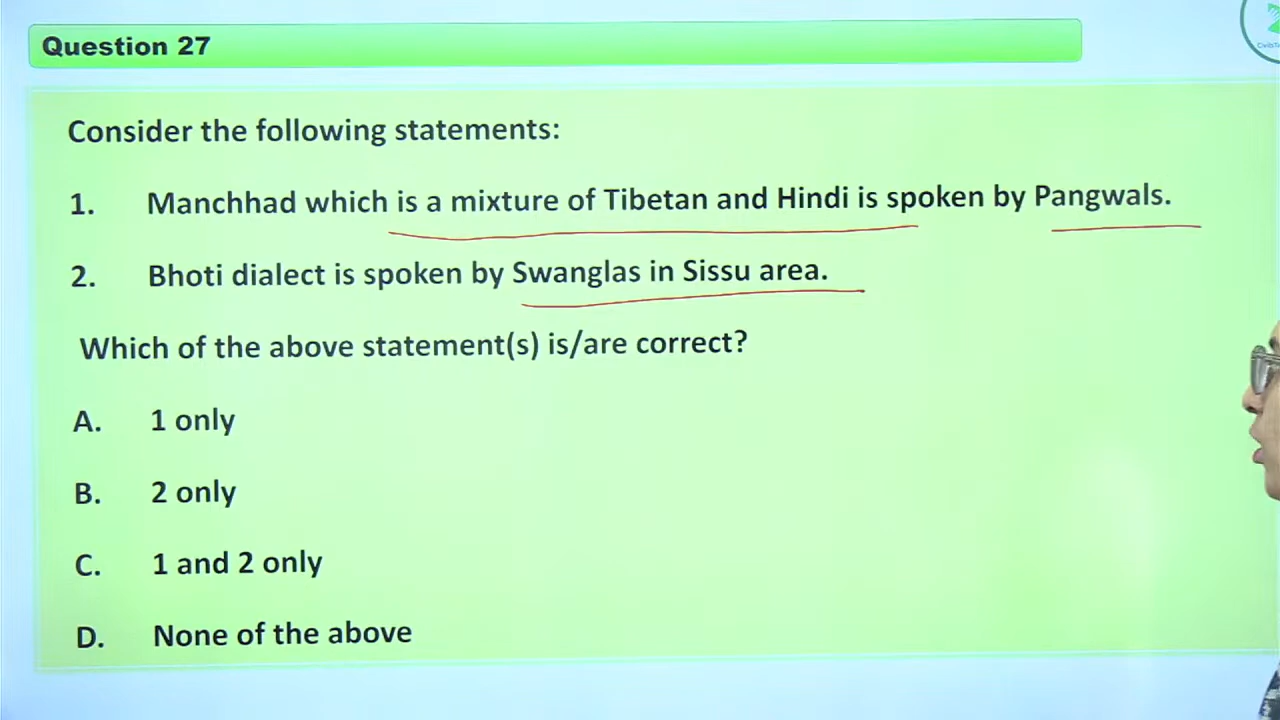 Question 27
Consider the following statements:
1. Manchhad which is a mixture of Tibetan and Hindi is spoken by Pangwals.
2. Bhoti dialect is spoken by Swanglas in Sissu area.
Which of the above statement(s) is/are correct?
A. 1 only
B. 2 only
C. 1 and 2 only
D. None of the above